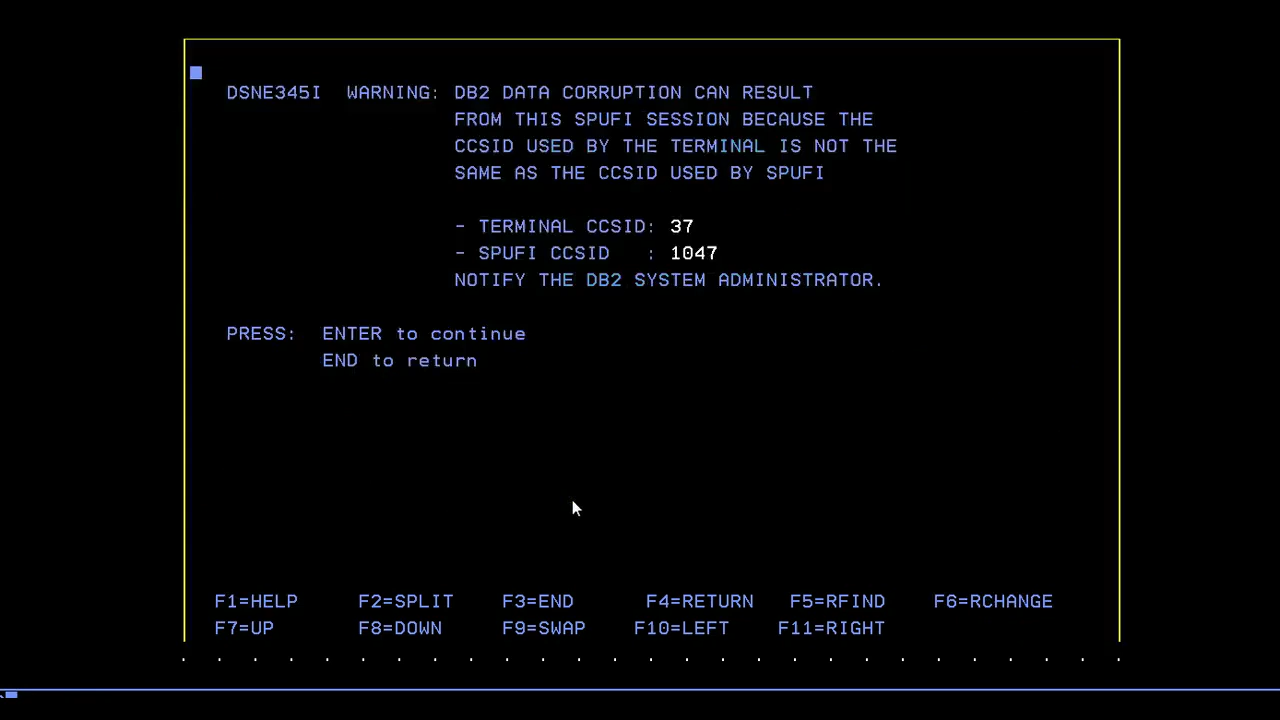 DSNE345I WARNING: DB2 DATA CORRUPTION CAN RESULT
FROM THIS SPUFI SESSION BECAUSE THE
CCSID USED BY THE TERMINAL IS NOT THE
SAME AS THE CCSID USED BY SPUFI
- TERMINAL CCSID: 37
- SPUFI CCSID : 1047
NOTIFY THE DB2 SYSTEM ADMINISTRATOR.
PRESS: ENTER to continue
END to return
F1=HELP F2=SPLIT F3=END F4=RETURN F5=RFIND F6=RCHANGE
F7=UP F8=DOWN F9=SWAP F10=LEFT F11=RIGHT